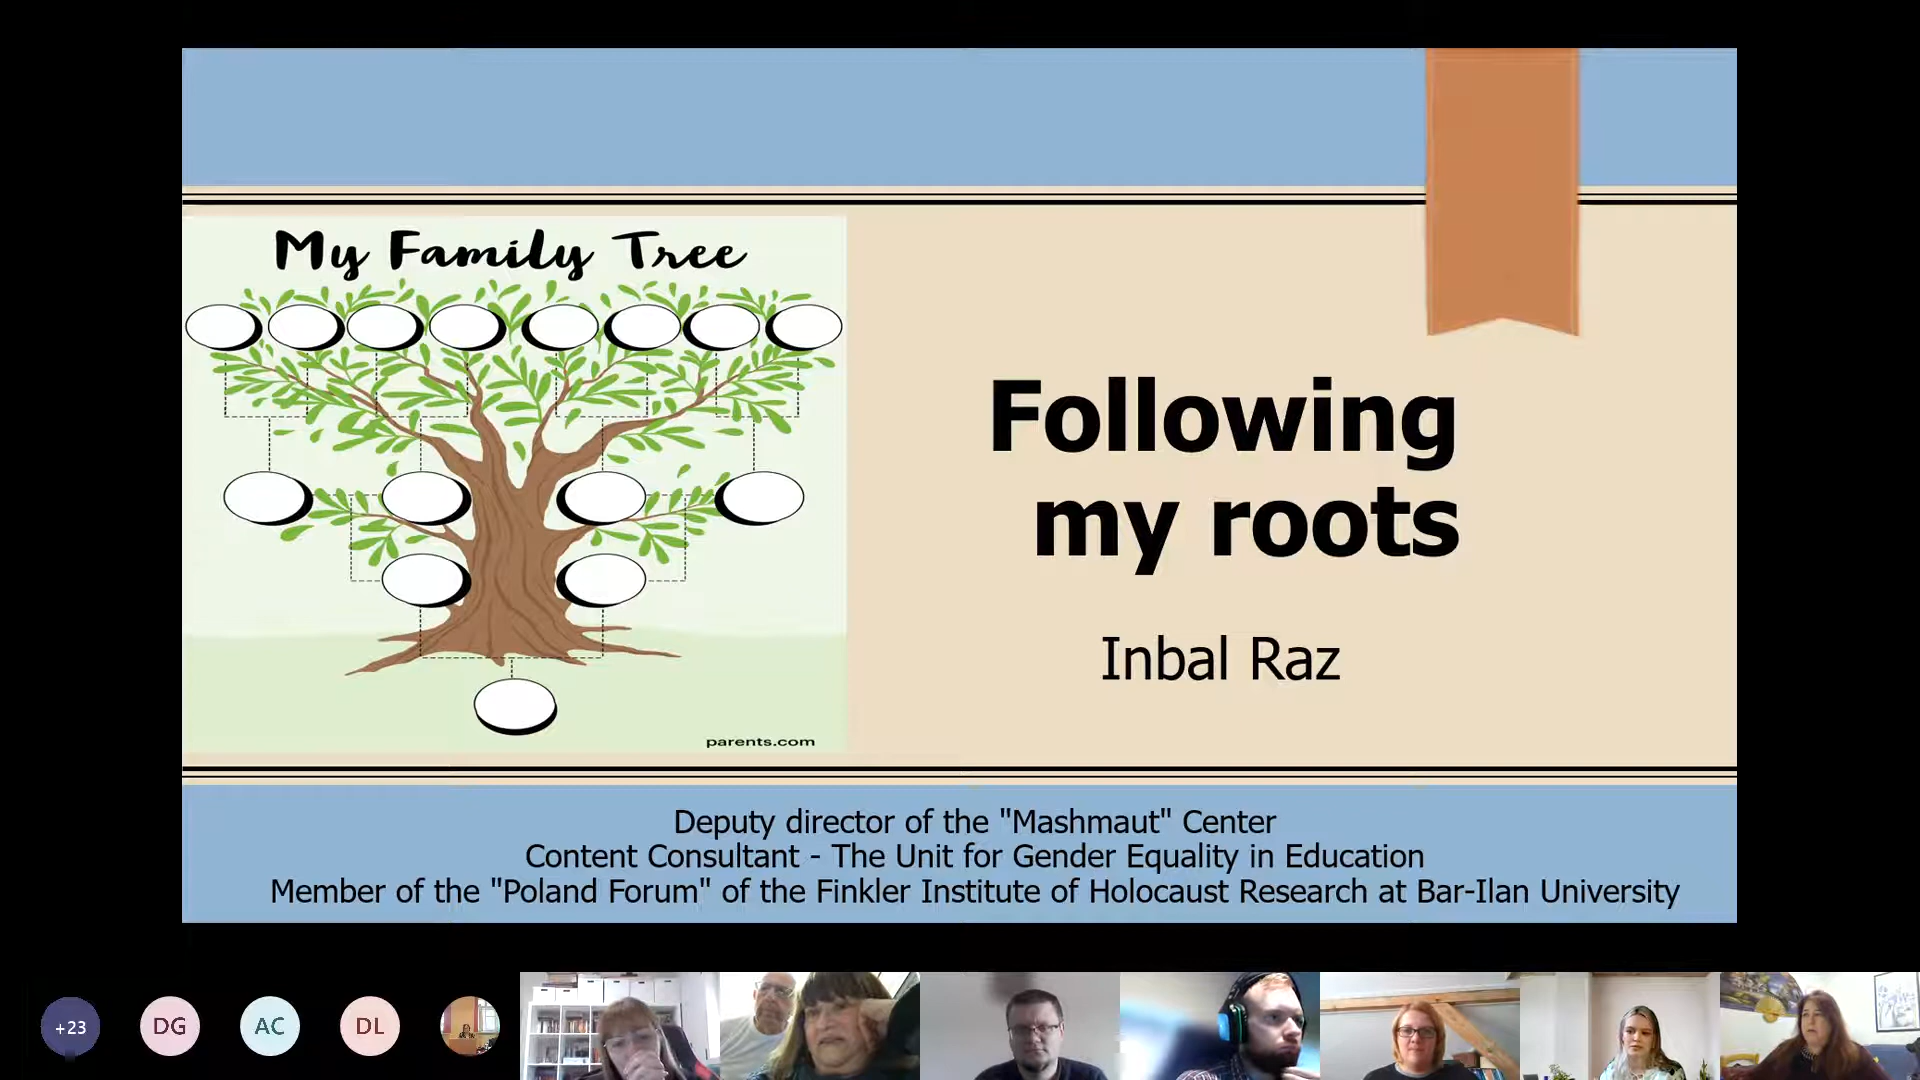 My Family Tree
parents.com
Following
my roots
Inbal Raz
Deputy director of the "Mashmaut" Center
Content Consultant - The Unit for Gender Equality in Education
Member of the "Poland Forum" of the Finkler Institute of Holocaust Research at Bar-Ilan University
+23
DG
AC
DL